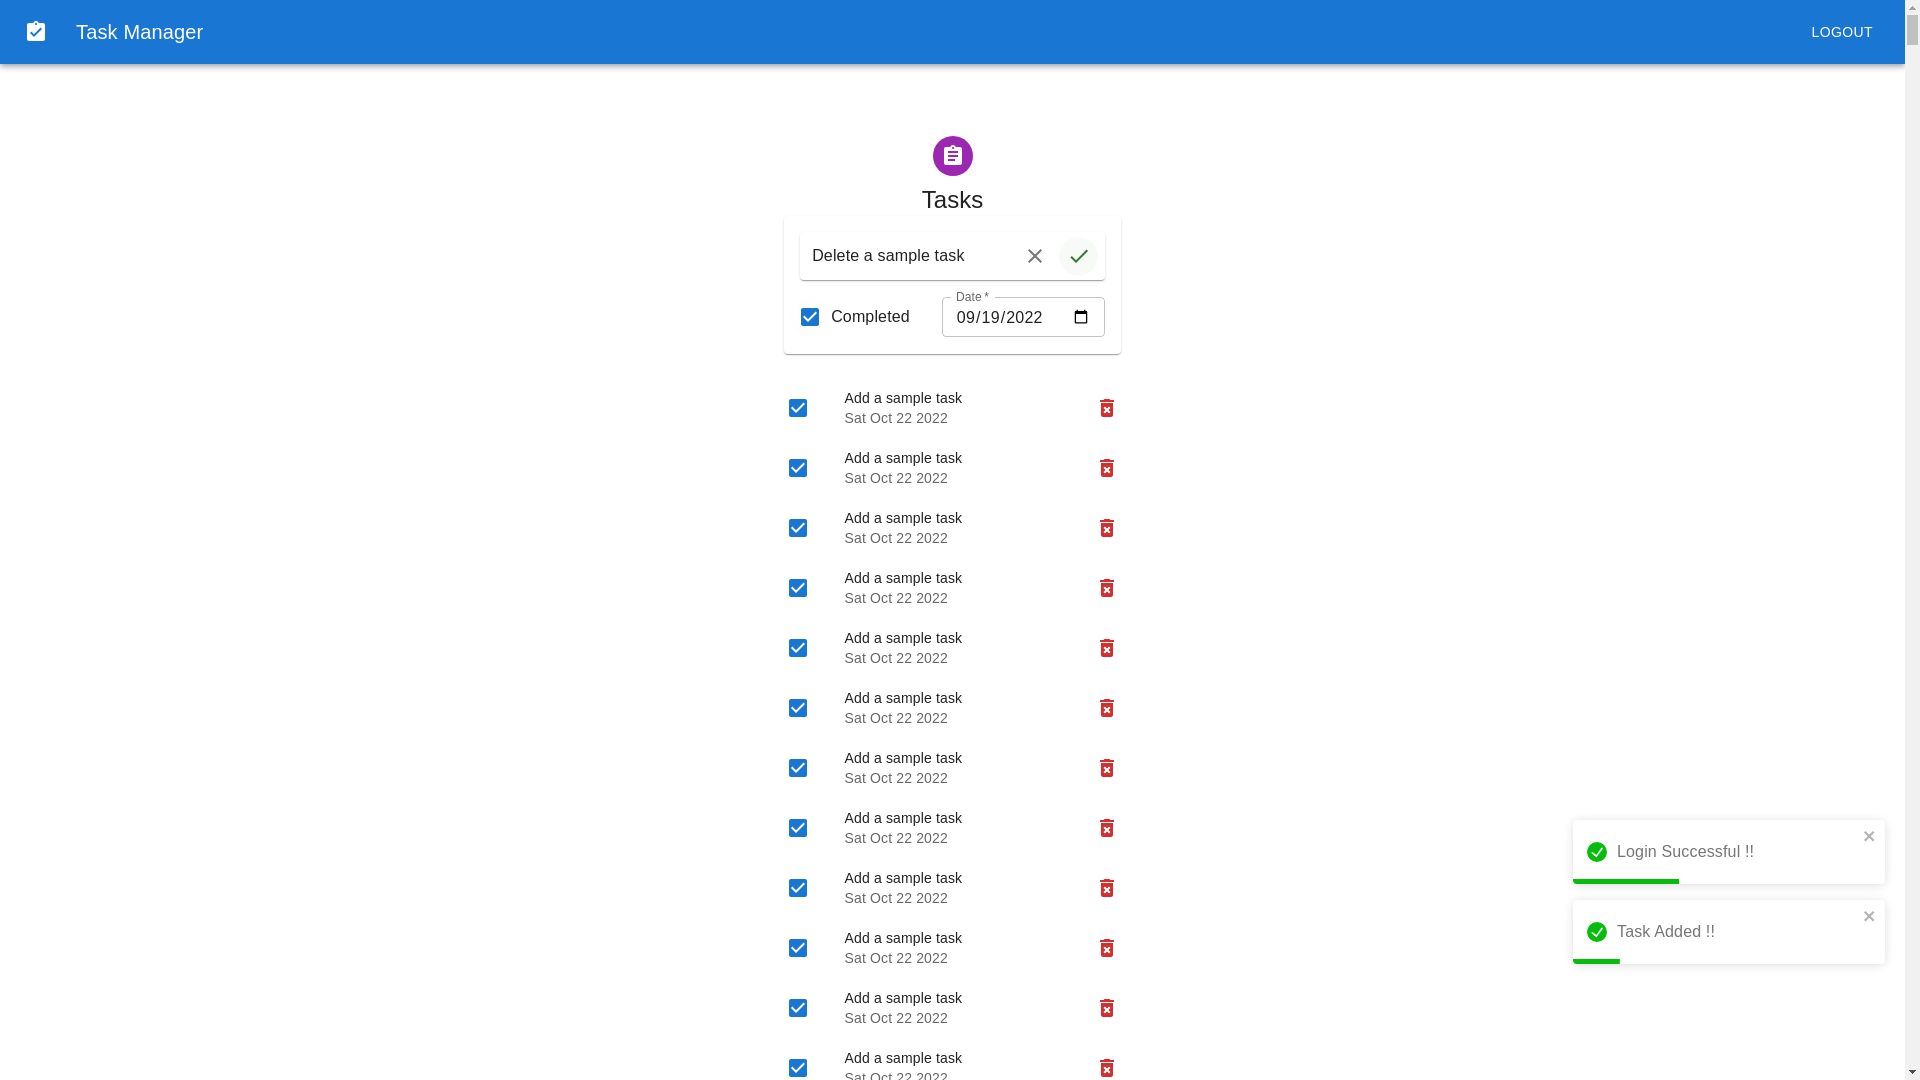 Task Manager
LOGOUT
Tasks
Delete a sample task
Date *
Completed
09/19/2022
Add a sample task
Sat Oct 22 2022
Add a sample task
Sat Oct 22 2022
Add a sample task
Sat Oct 22 2022
Add a sample task
Sat Oct 22 2022
Add a sample task
Sat Oct 22 2022
Add a sample task
Sat Oct 22 2022
Add a sample task
Sat Oct 22 2022
Add a sample task
Sat Oct 22 2022
Add a sample task
Sat Oct 22 2022
Add a sample task
Sat Oct 22 2022
Add a sample task
Sat Oct 22 2022
Add a sample task
Sat Oct 22 2022
Login Successful !!
Task Added !!